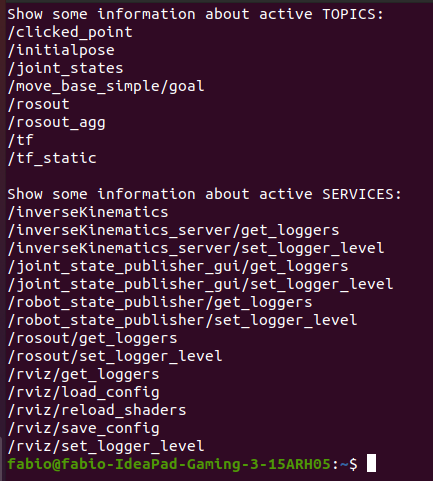 Show some information about active TOPICS:
/clicked_point
/initialpose
/joint_states
/move_base_simple/goal
/rosout
/rosout_agg
/tf
/tf_static
Show some information about active SERVICES:
/inverseKinematics
/inverseKinematics_server/get_loggers
/inverseKinematics_server/set_logger_level
/joint_state_publisher_gui/get_loggers
/joint_state_publisher_gui/set_logger_level
/robot_state_publisher/get_loggers
/robot_state_publisher/set_logger_level
/rosout/get_loggers
/rosout/set_logger_level
/rviz/get_loggers
/rviz/load_config
/rviz/reload_shaders
/rviz/save_config
/rviz/set_logger_level
fabio@fabio-IdeaPad-Gaming-3-15ARH05:~$